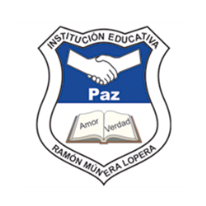 INSTITUCIÓN EDUCATIVA
Paz
Amor
Verdad
RAMÓN MÚNERA LOPERA